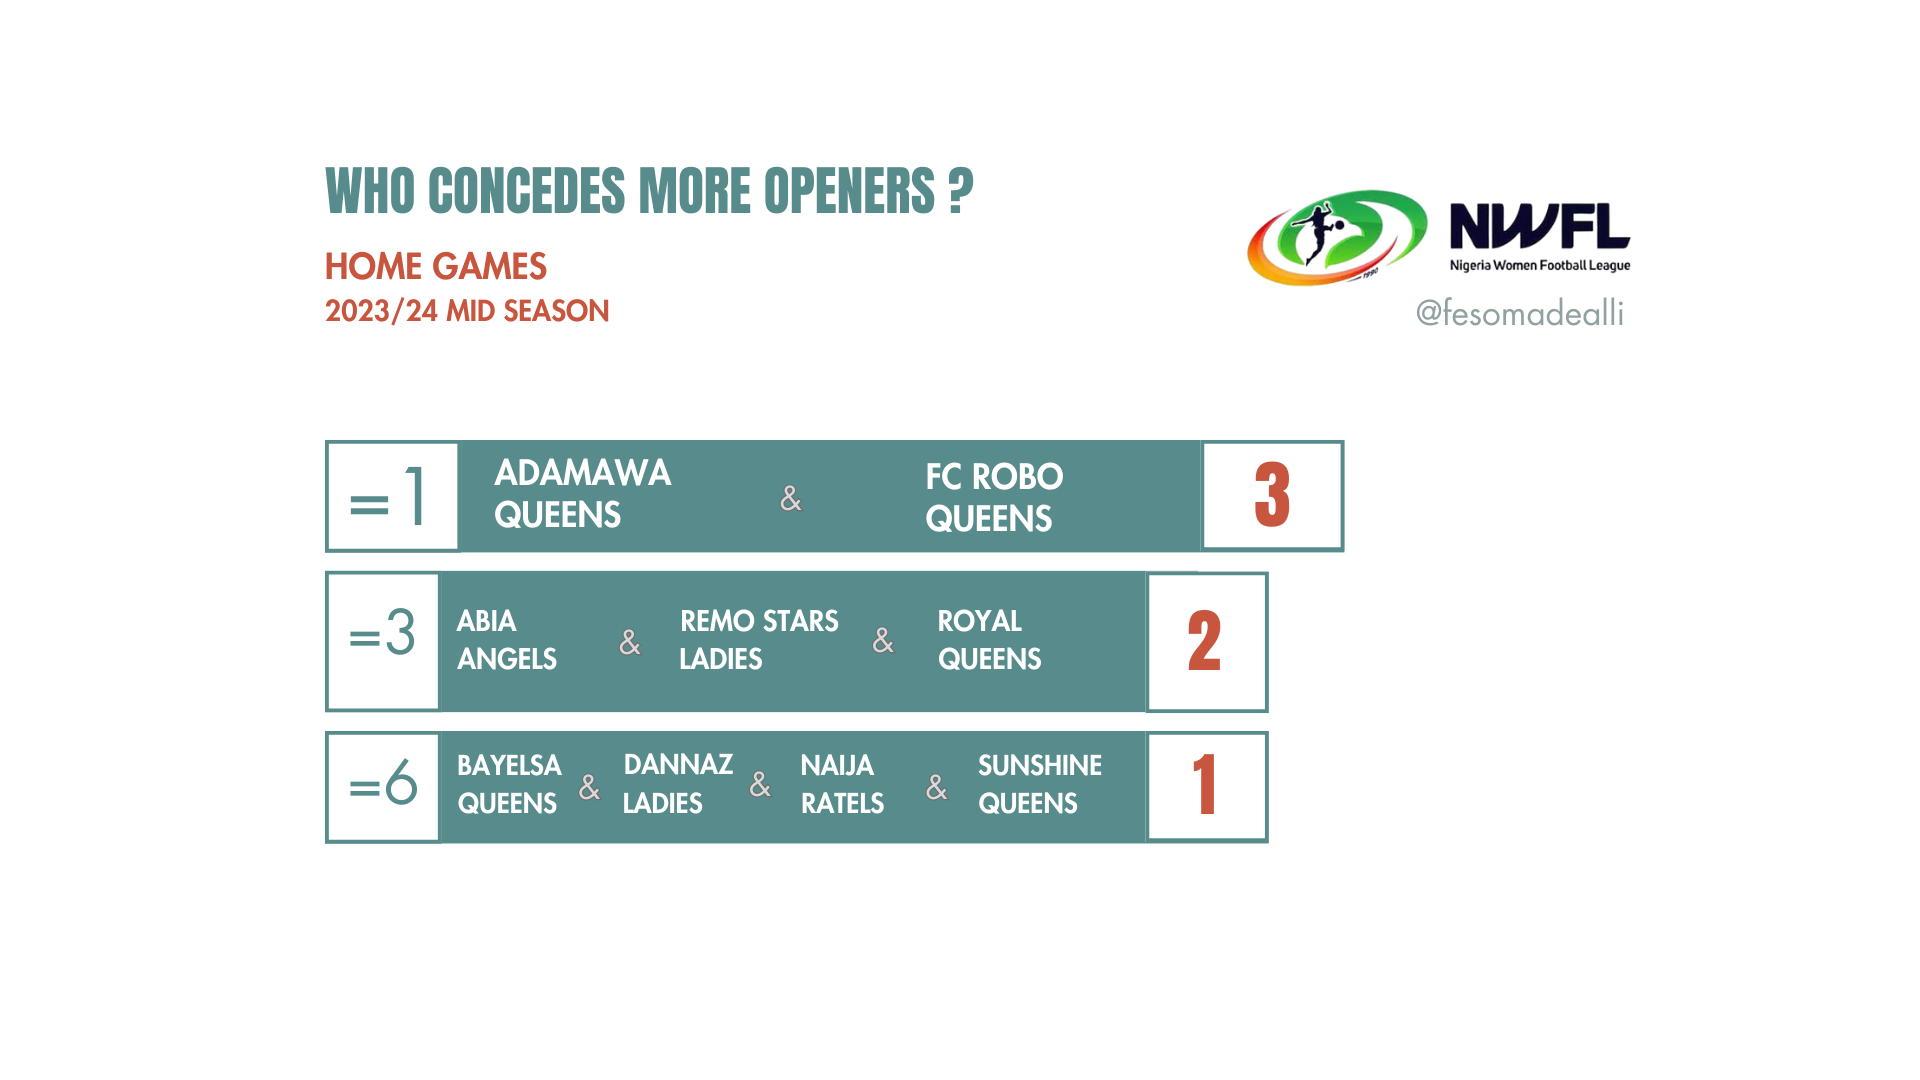 WHO CONCEDES MORE OPENERS ?
HOME GAMES
2023/24 MID SEASON
NWFL
Nigeria Women Football League
1990
@fesomadealli
=1
ADAMAWA
QUEENS
&
FC ROBO
QUEENS
3
=3
ABIA
ANGELS
&
REMO STARS
LADIES
&
ROYAL
QUEENS
2
=6
BAYELSA
QUEENS
&
DANNAZ
LADIES
&
NAIJA
RATELS
&
SUNSHINE
QUEENS
1